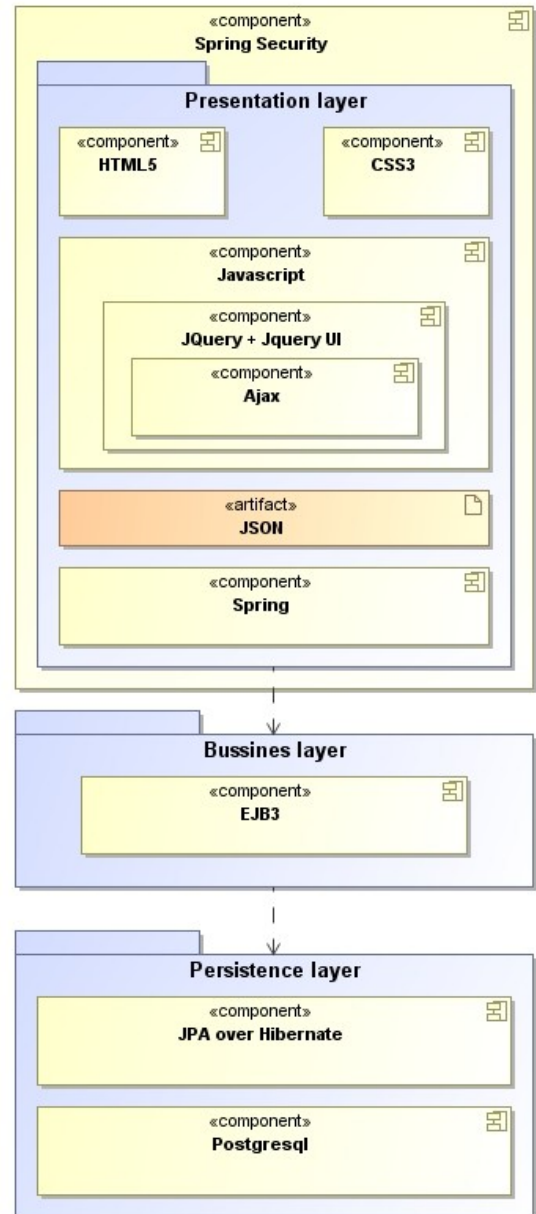 «component»
Spring Security
Presentation layer
«component»
HTML5
«component»
CSS3
«component»
Javascript
«component»
JQuery + Jquery UI
«component»
Ajax
«artifact»
JSON
«component»
Spring
Bussines layer
«component»
EJB3
Persistence layer
«component»
JPA over Hibernate
«component»
Postgresql